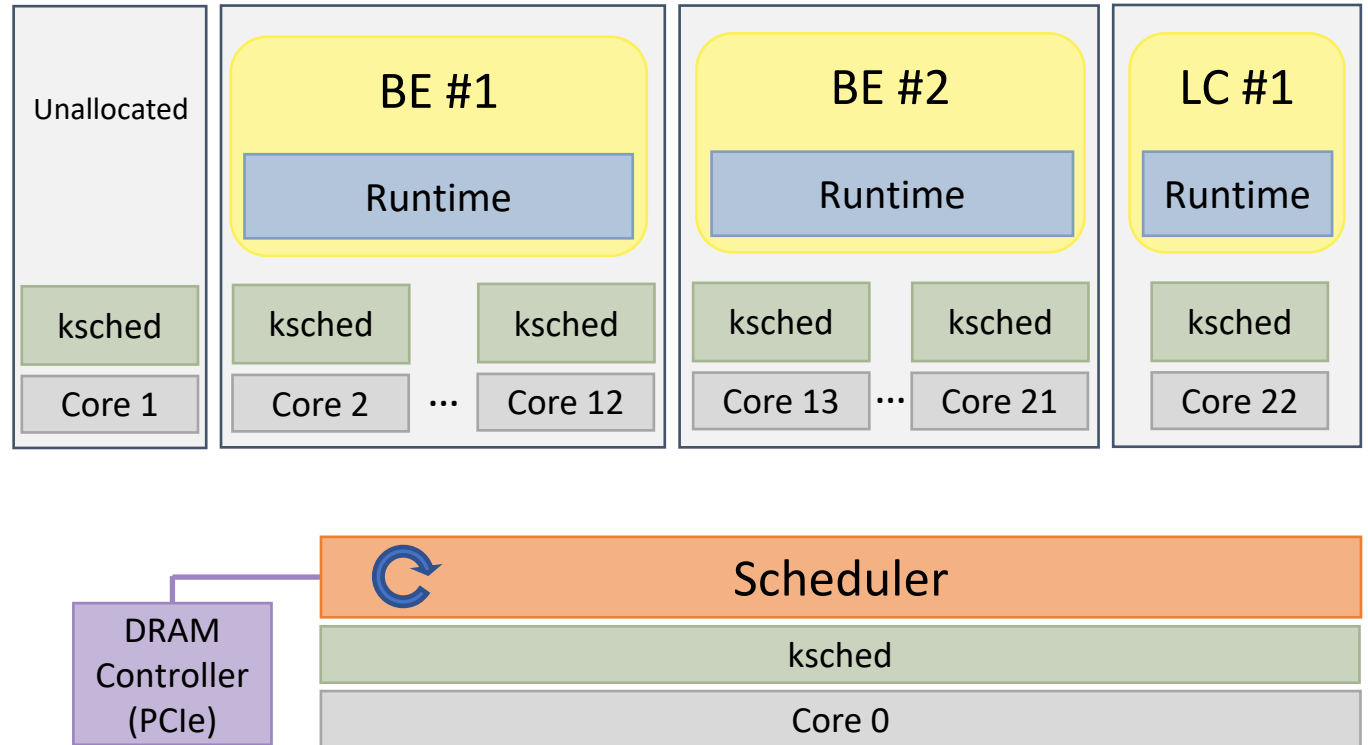 Unallocated
BE #1
BE #2
LC #1
Runtime
Runtime
Runtime
ksched
ksched
ksched
ksched
ksched
ksched
Core 1
Core 2
...
Core 12
Core 13
...
Core 21
Core 22
Scheduler
DRAM
Controller
(PCIe)
ksched
Core 0